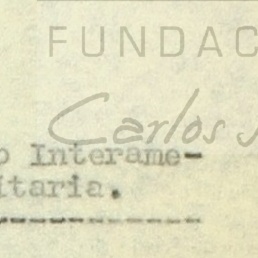 FUNDAC
Carlos
o Interame-
itaria.